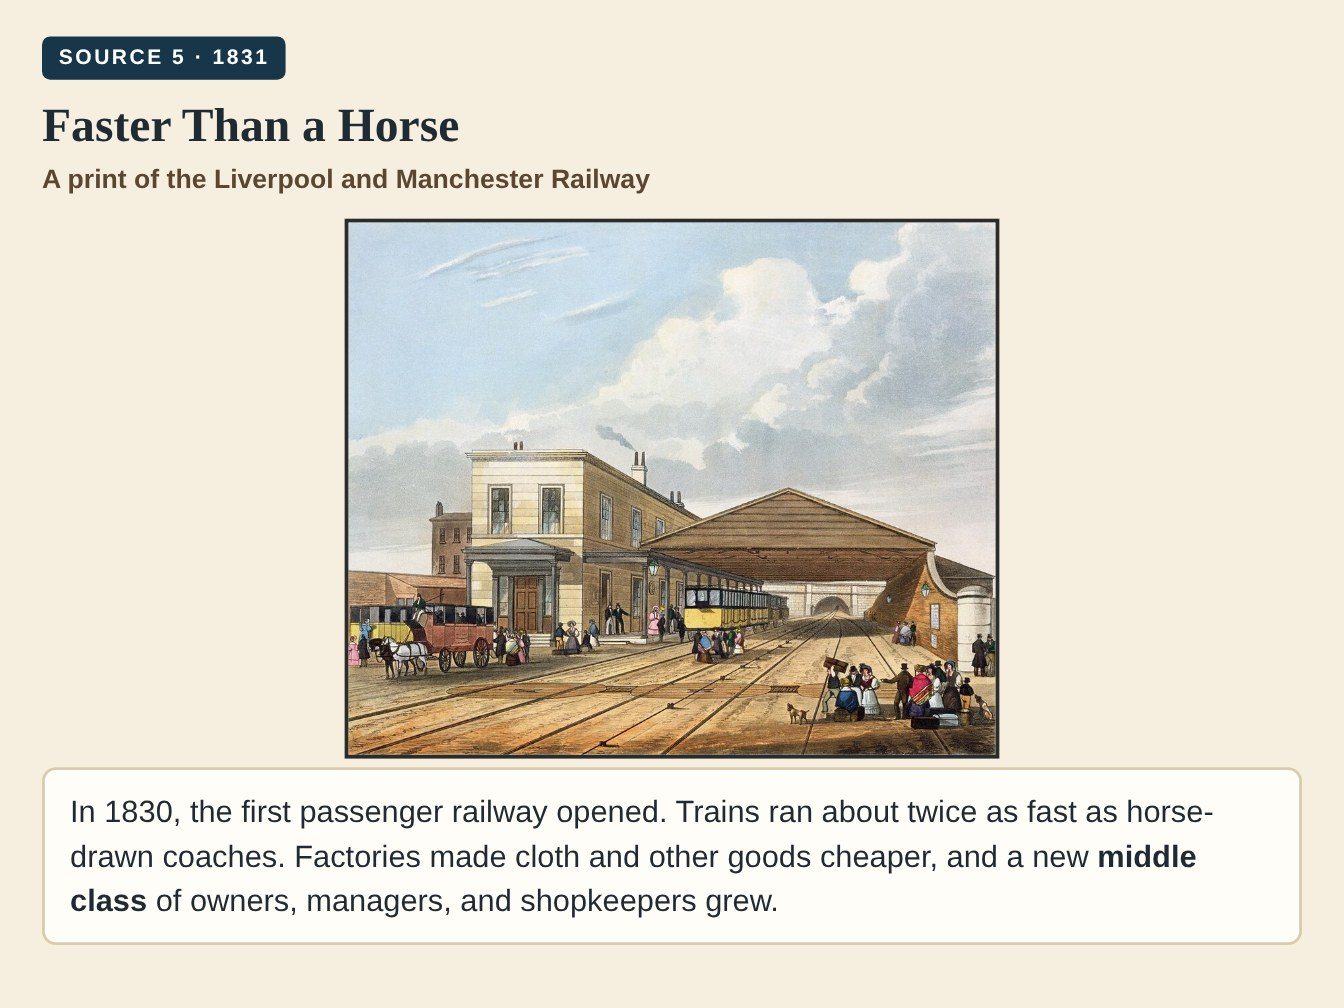 SOURCE 5 · 1831
Faster Than a Horse
A print of the Liverpool and Manchester Railway
In 1830, the first passenger railway opened. Trains ran about twice as fast as horse-
drawn coaches. Factories made cloth and other goods cheaper, and a new middle
class of owners, managers, and shopkeepers grew.